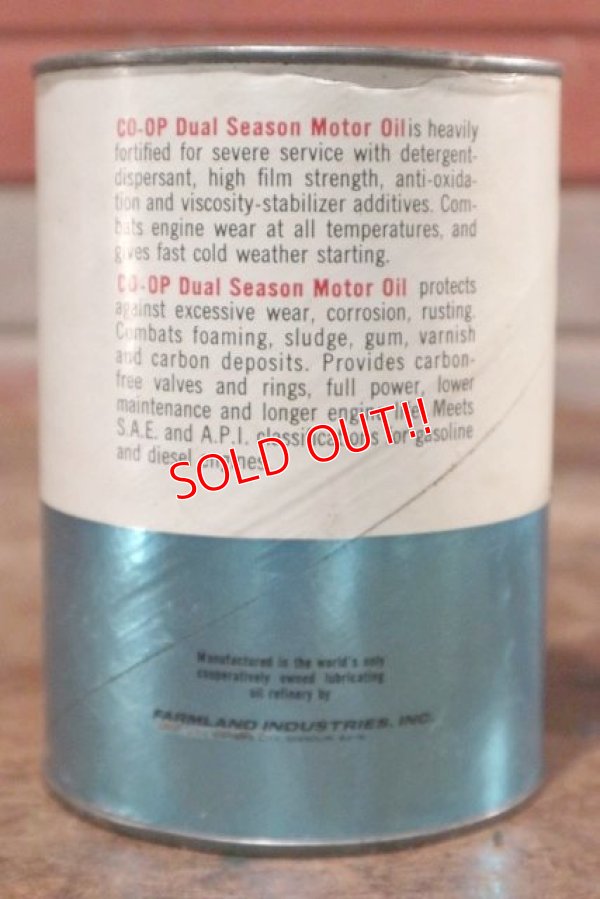 CO-OP Dual Season Motor Oil is heavily
fortified for severe service with detergent-
dispersant, high film strength, anti-oxida-
tion and viscosity-stabilizer additives. Com-
bats engine wear at all temperatures, and
gives fast cold weather starting.
CO-OP Dual Season Motor Oil protects
against excessive wear, corrosion, rusting.
Combats foaming, sludge, gum, varnish
and carbon deposits. Provides carbon-
free valves and rings, full power, lower
maintenance and longer engine life. Meets
S.A.E. and A.P.I. classifications for gasoline
and diesel engines.
SOLD OUT!!
Manufactured in the world's only
cooperatively owned lubricating
oil refinery by
FARMLAND INDUSTRIES, INC.